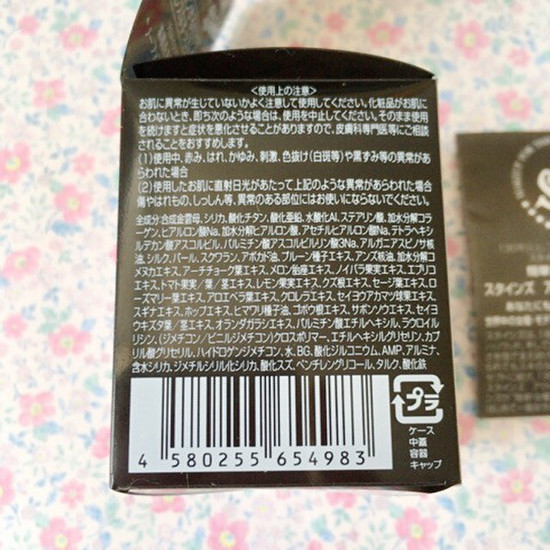 <使用上の注意>
お肌に異常が生じていないかよく注意して使用してください。化粧品がお肌に
合わないとき、即ち次のような場合は、使用を中止してください。そのまま使用
を続けますと症状を悪化させることがありますので、皮膚科専門医等にご相談
されることをおすすめします。
(1)使用中、赤み、はれ、かゆみ、刺激、色抜け(白斑等)や黒ずみ等の異常があ
らわれた場合
(2)使用したお肌に直射日光があたって上記のような異常があらわれた場合
傷やはれもの、しっしん等、異常のある部位にはお使いにならないでください。
全成分:合成金雲母、シリカ、酸化チタン、酸化亜鉛、水酸化Al、ステアリン酸、加水分解コラ
ーゲン、ヒアルロン酸Na、加水分解ヒアルロン酸、アセチルヒアルロン酸Na、テトラヘキ
シルデカン酸アスコルビル、パルミチン酸アスコルビルリン酸3Na、アルガニアスピノサ核
油、シルク、パール、スクワラン、アボカド油、プルーン種子エキス、アンズ核油、加水分解コ
メヌカエキス、アーチチョーク葉エキス、メロン胎座エキス、ノイバラ果実エキス、エブリコ
エキス、トマト果実/葉/茎エキス、レモン果実エキス、クズ根エキス、セージ葉エキス、ロ
ーズマリー葉エキス、アロエベラ葉エキス、クロレラエキス、セイヨウアカマツ球果エキス、
スギナエキス、ホップエキス、ヒマワリ種子油、ゴボウ根エキス、サボンソウエキス、セイヨ
ウキズタ葉/茎エキス、オランダガラシエキス、パルミチン酸エチルヘキシル、ラウロイルリ
リシン、(ジメチコン/ビニルジメチコン)クロスポリマー、エチルヘキシルグリセリン、カプ
リル酸グリセリル、ハイドロゲンジメチコン、水、BG、酸化ジルコニウム、AMP、アルミナ、
含水シリカ、ジメチルシリル化シリカ、酸化スズ、ペンチレングリコール、タルク、酸化鉄
4 580255 654983
プラ
ケース
中蓋
容器
キャップ